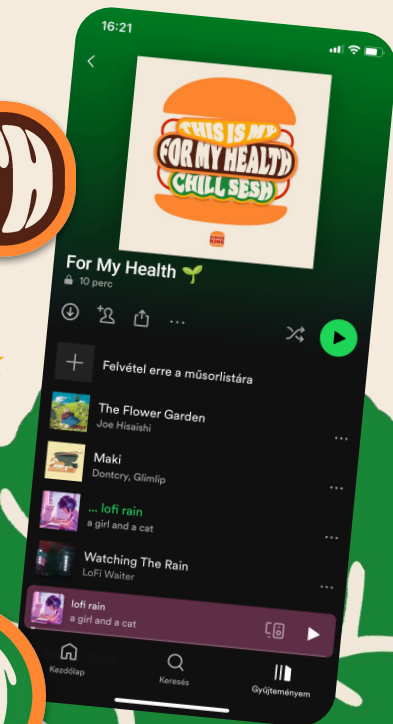 16:21
THIS IS MY
FOR MY HEALTH
CHILL SESH
BURGER
KING
For My Health
10 perc
Felvétel erre a műsorlistára
The Flower Garden
Joe Hisaishi
Maki
Dontcry, Glimlip
... lofi rain
a girl and a cat
Watching The Rain
LoFi Waiter
lofi rain
a girl and a cat
Kezdőlap
Keresés
Gyűjteményem